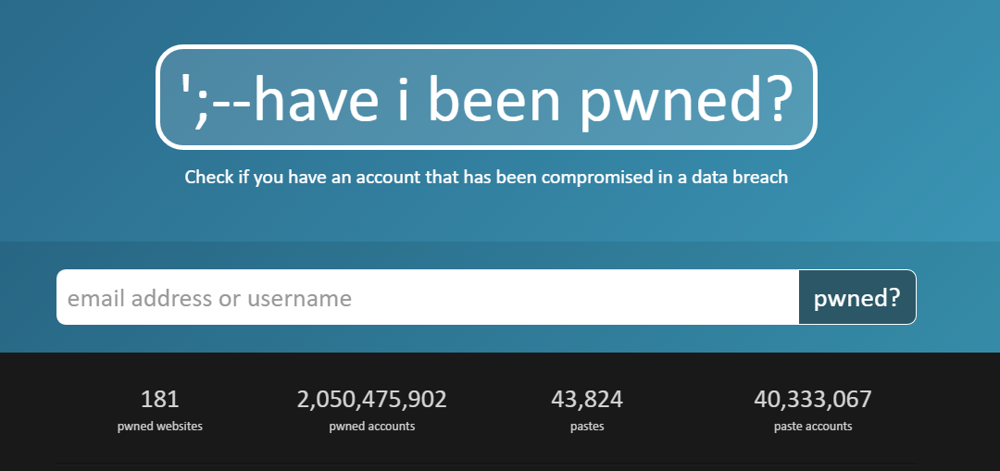 ';--have i been pwned?
Check if you have an account that has been compromised in a data breach
email address or username
pwned?
181
pwned websites
2,050,475,902
pwned accounts
43,824
pastes
40,333,067
paste accounts